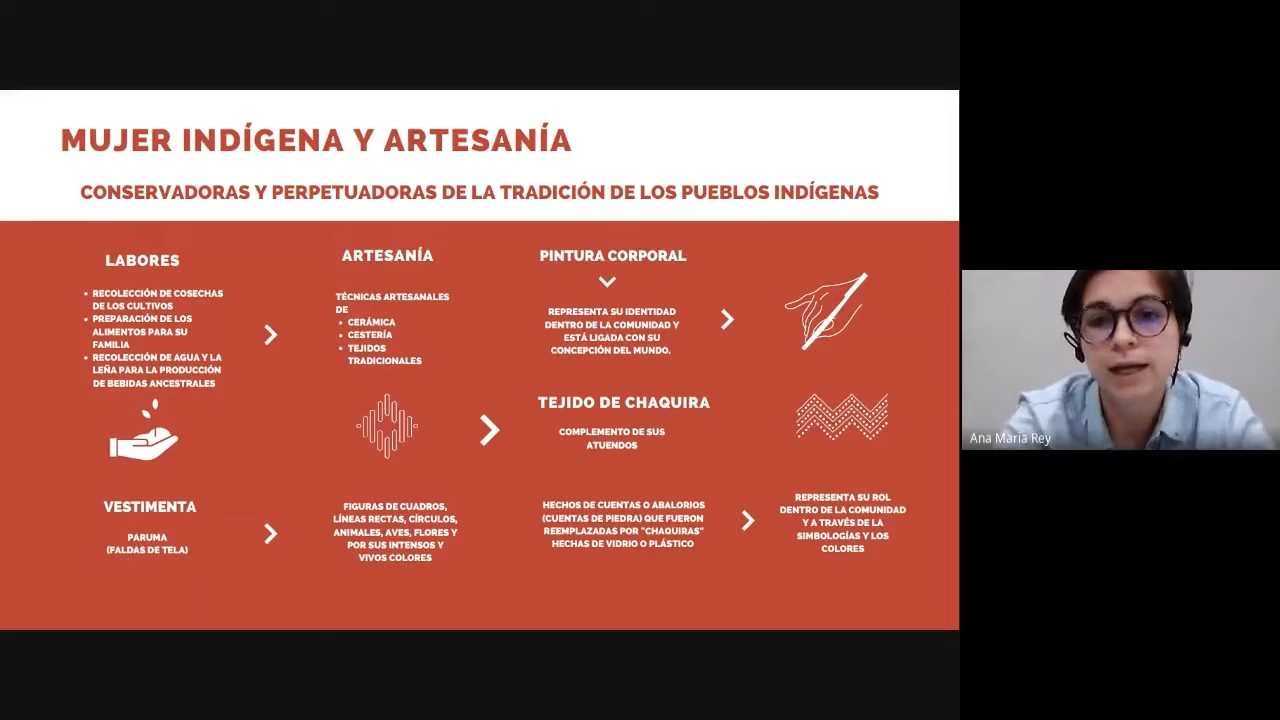 MUJER INDÍGENA Y ARTESANÍA
CONSERVADORAS Y PERPETUADORAS DE LA TRADICIÓN DE LOS PUEBLOS INDÍGENAS
LABORES
• RECOLECCIÓN DE COSECHAS
DE LOS CULTIVOS
• PREPARACIÓN DE LOS
ALIMENTOS PARA SU
FAMILIA
• RECOLECCIÓN DE AGUA Y LA
LEÑA PARA LA PRODUCCIÓN
DE BEBIDAS ANCESTRALES
ARTESANÍA
TÉCNICAS ARTESANALES
DE
• CERÁMICA
• CESTERÍA
• TEJIDOS
TRADICIONALES
PINTURA CORPORAL
REPRESENTA SU IDENTIDAD
DENTRO DE LA COMUNIDAD Y
ESTÁ LIGADA CON SU
CONCEPCIÓN DEL MUNDO.
TEJIDO DE CHAQUIRA
COMPLEMENTO DE SUS
ATUENDOS
VESTIMENTA
PARUMA
(FALDAS DE TELA)
FIGURAS DE CUADROS,
LÍNEAS RECTAS, CÍRCULOS,
ANIMALES, AVES, FLORES Y
POR SUS INTENSOS Y
VIVOS COLORES
HECHOS DE CUENTAS O ABALORIOS
(CUENTAS DE PIEDRA) QUE FUERON
REEMPLAZADAS POR "CHAQUIRAS"
HECHAS DE VIDRIO O PLÁSTICO
REPRESENTA SU ROL
DENTRO DE LA COMUNIDAD
Y A TRAVÉS DE LA
SIMBOLOGÍAS Y LOS
COLORES
Ana María Rey